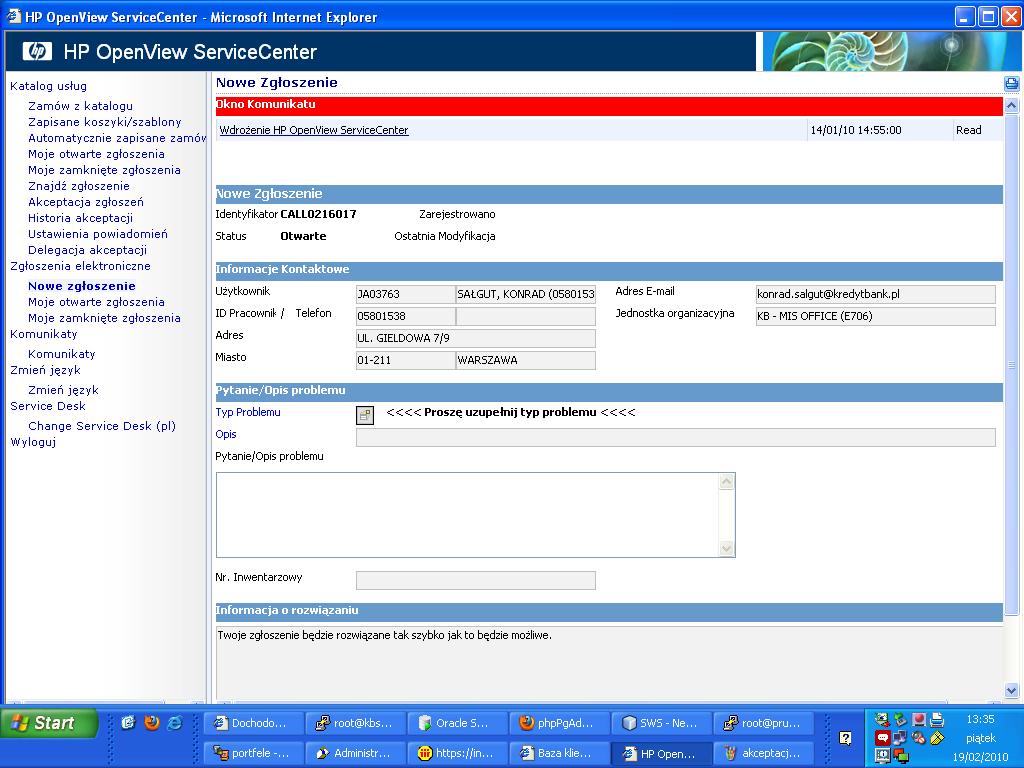 HP OpenView ServiceCenter - Microsoft Internet Explorer
hp HP OpenView ServiceCenter
Katalog usług
Zamów z katalogu
Zapisane koszyki/szablony
Automatycznie zapisane zamów
Moje otwarte zgłoszenia
Moje zamknięte zgłoszenia
Znajdź zgłoszenie
Akceptacja zgłoszeń
Historia akceptacji
Ustawienia powiadomień
Delegacja akceptacji
Zgłoszenia elektroniczne
Nowe zgłoszenie
Moje otwarte zgłoszenia
Moje zamknięte zgłoszenia
Komunikaty
Komunikaty
Zmień język
Zmień język
Service Desk
Change Service Desk (pl)
Wyloguj
Nowe Zgłoszenie
Okno Komunikatu
Wdrożenie HP OpenView ServiceCenter 14/01/10 14:55:00 Read
Nowe Zgłoszenie
Identyfikator CALL0216017 Zarejestrowano
Status Otwarte Ostatnia Modyfikacja
Informacje Kontaktowe
Użytkownik JA03763 SAŁGUT, KONRAD (0580153 Adres E-mail konrad.salgut@kredytbank.pl
ID Pracownik / Telefon 05801538 Jednostka organizacyjna KB - MIS OFFICE (E706)
Adres UL. GIELDOWA 7/9
Miasto 01-211 WARSZAWA
Pytanie/Opis problemu
Typ Problemu <<<< Proszę uzupełnij typ problemu <<<<
Opis
Pytanie/Opis problemu
Nr. Inwentarzowy
Informacja o rozwiązaniu
Twoje zgłoszenie będzie rozwiązane tak szybko jak to będzie możliwe.
Start
Dochodo... root@kbs... Oracle S... phpPgAd... SWS - Ne... root@pru...
portfele -... Administr... https://in... Baza klie... HP Open... akceptacj...
13:35
piątek
19/02/2010